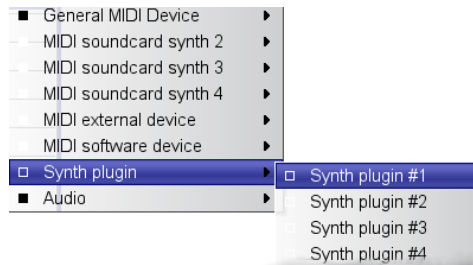 General MIDI Device
MIDI soundcard synth 2
MIDI soundcard synth 3
MIDI soundcard synth 4
MIDI external device
MIDI software device
Synth plugin
Audio
Synth plugin #1
Synth plugin #2
Synth plugin #3
Synth plugin #4